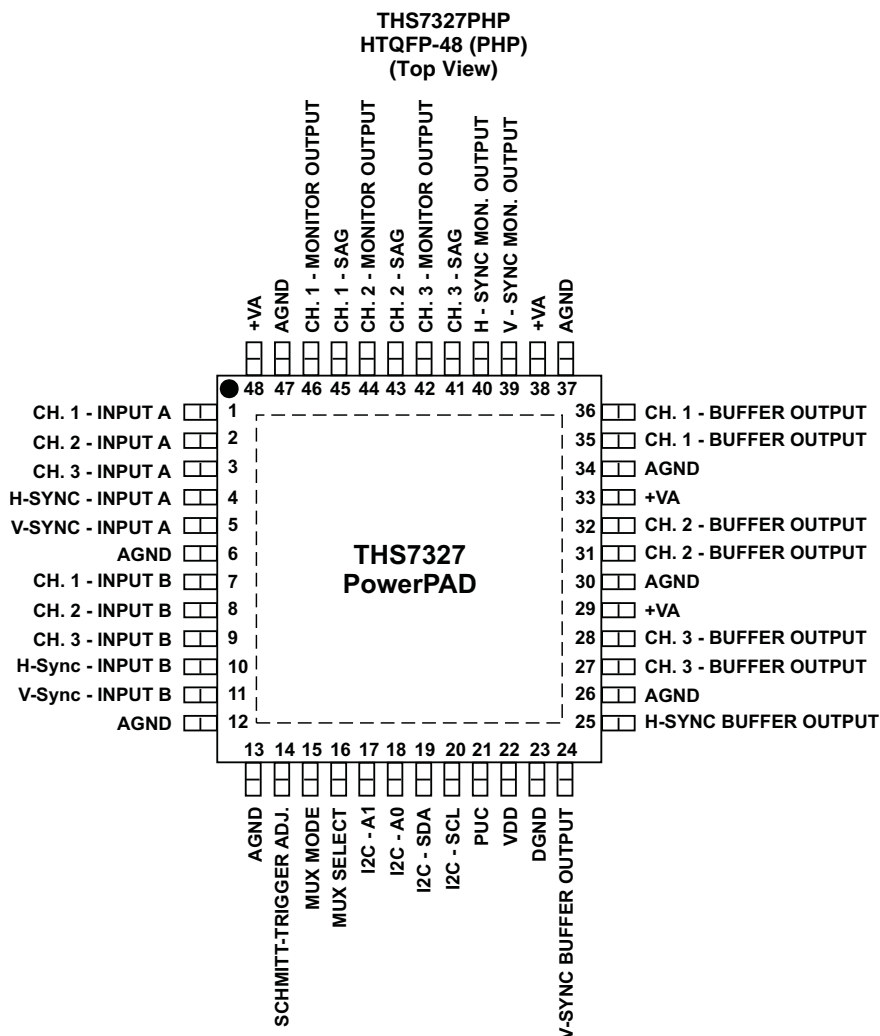 THS7327PHP
HTQFP-48 (PHP)
(Top View)
+VA
AGND
CH. 1 - MONITOR OUTPUT
CH. 1 - SAG
CH. 2 - MONITOR OUTPUT
CH. 2 - SAG
CH. 3 - MONITOR OUTPUT
CH. 3 - SAG
H - SYNC MON. OUTPUT
V - SYNC MON. OUTPUT
+VA
AGND
48 47 46 45 44 43 42 41 40 39 38 37
CH. 1 - INPUT A 1
CH. 2 - INPUT A 2
CH. 3 - INPUT A 3
H-SYNC - INPUT A 4
V-SYNC - INPUT A 5
AGND 6
CH. 1 - INPUT B 7
CH. 2 - INPUT B 8
CH. 3 - INPUT B 9
H-Sync - INPUT B 10
V-Sync - INPUT B 11
AGND 12
THS7327
PowerPAD
36 CH. 1 - BUFFER OUTPUT
35 CH. 1 - BUFFER OUTPUT
34 AGND
33 +VA
32 CH. 2 - BUFFER OUTPUT
31 CH. 2 - BUFFER OUTPUT
30 AGND
29 +VA
28 CH. 3 - BUFFER OUTPUT
27 CH. 3 - BUFFER OUTPUT
26 AGND
25 H-SYNC BUFFER OUTPUT
13 14 15 16 17 18 19 20 21 22 23 24
AGND
SCHMITT-TRIGGER ADJ.
MUX MODE
MUX SELECT
I2C - A1
I2C - A0
I2C - SDA
I2C - SCL
PUC
VDD
DGND
V-SYNC BUFFER OUTPUT